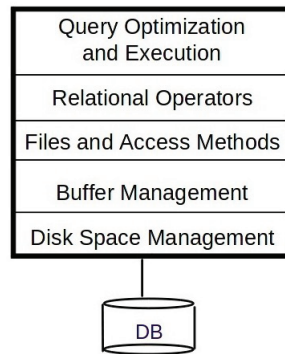 Query Optimization
and Execution
Relational Operators
Files and Access Methods
Buffer Management
Disk Space Management
DB